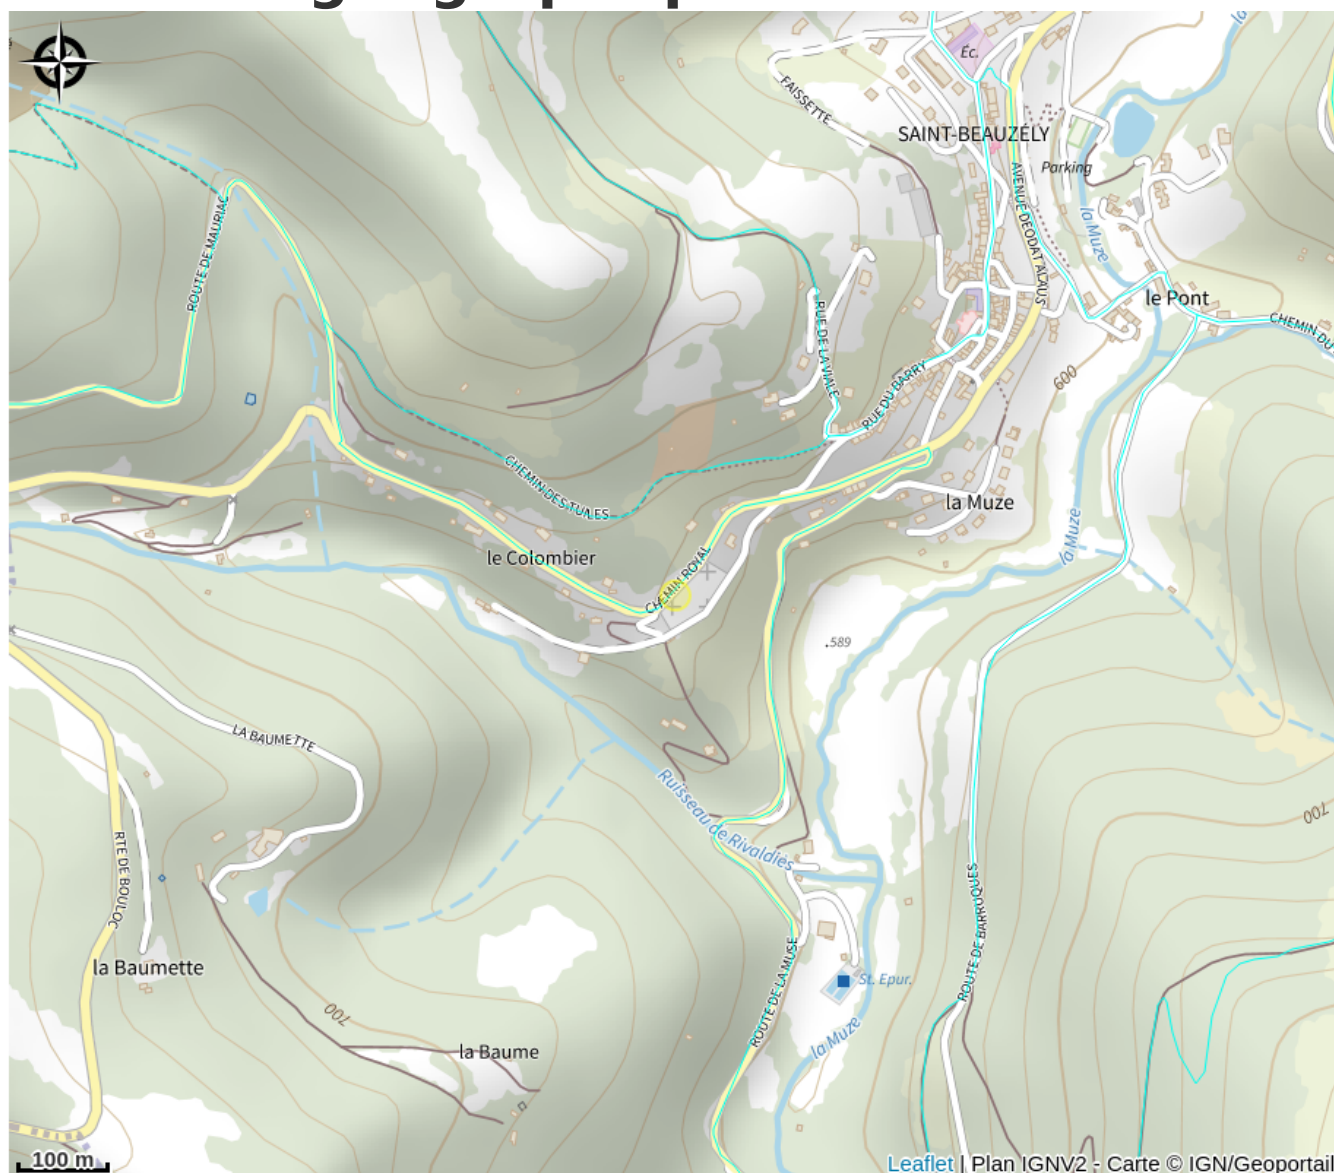 Éc.
FAISSETTE
SAINT-BEAUZÉLY
Parking
AVENUE DÉODAT ALAUS
la Muze
ROUTE DE MAURIAC
le Pont
CHEMIN DU
RUE DE LA VIALE
RUE DU BARRY
600
CHEMIN DES TUILES
la Muze
la Muze
le Colombier
CHEMIN ROYAL
.589
LA BAUMETTE
Ruisseau de Rivaldiès
700
RTE DE BOULOC
ROUTE DE BARRUQUES
la Baumette
ROUTE DE LA MUSE
St. Epur.
700
la Muze
la Baume
100 m
Leaflet | Plan IGNV2 - Carte © IGN/Geoportail